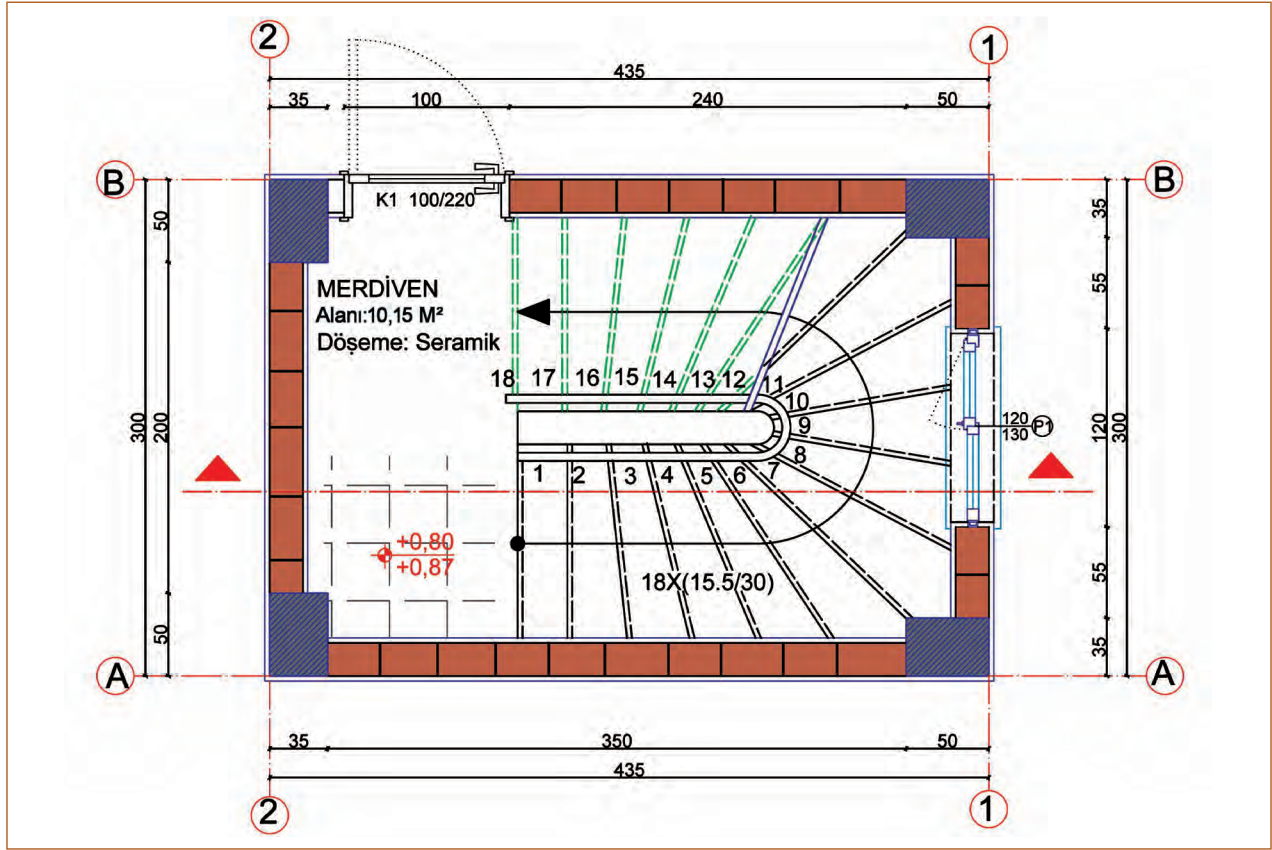 2
1
435
35
100
240
50
B
B
K1 100/220
50
35
MERDİVEN
Alanı:10,15 M²
Döşeme: Seramik
55
18 17 16 15 14 13 12 11
10
9
8
1 2 3 4 5 6 7
300
200
120
130
P1
120
300
+0,80
+0,87
18X(15.5/30)
55
50
35
A
A
35
350
50
435
2
1